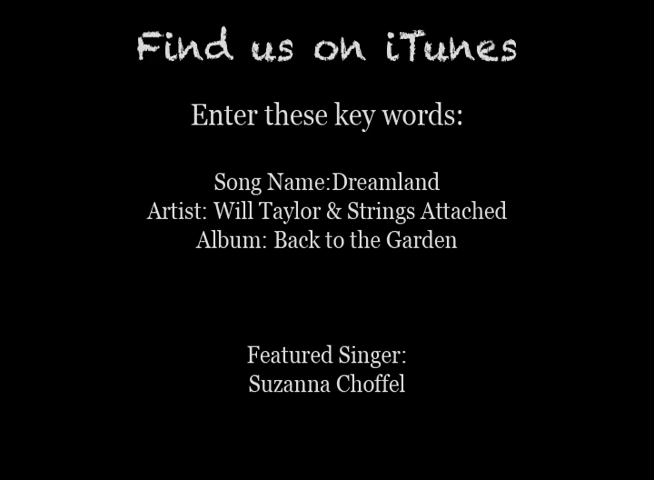 Find us on iTunes
Enter these key words:
Song Name:Dreamland
Artist: Will Taylor & Strings Attached
Album: Back to the Garden
Featured Singer:
Suzanna Choffel